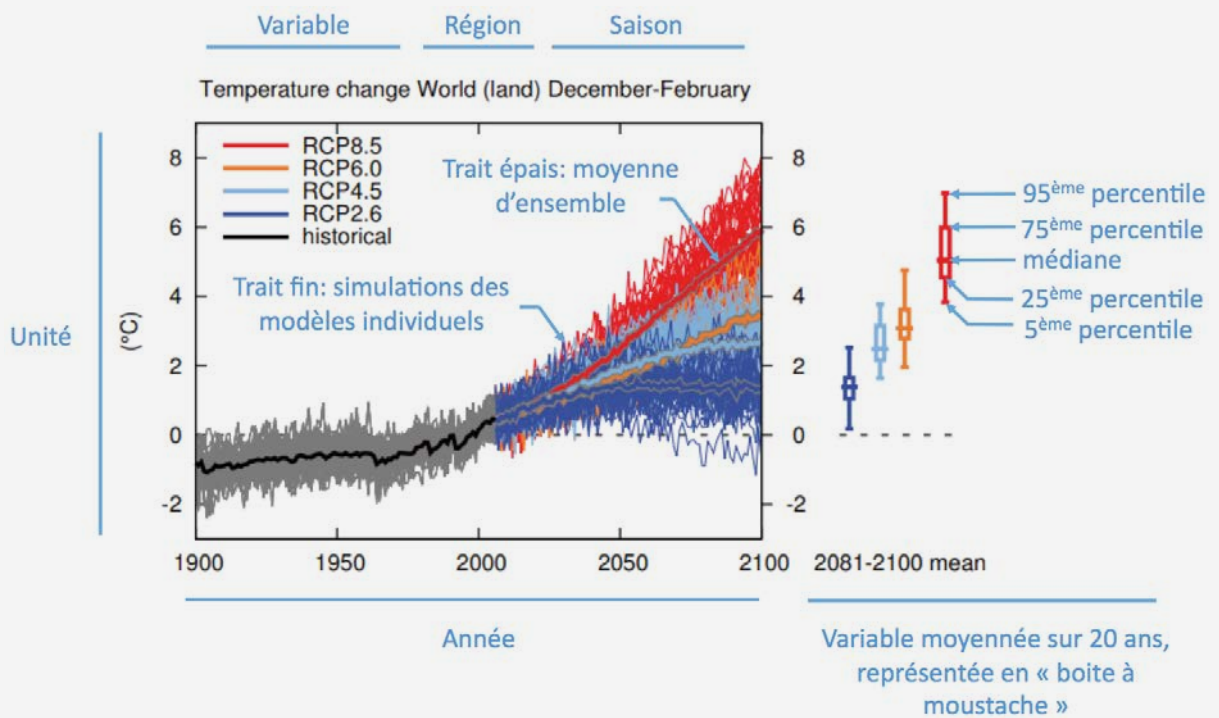 Variable
Région
Saison
Temperature change World (land) December-February
RCP8.5
RCP6.0
RCP4.5
RCP2.6
historical
Trait épais: moyenne
d'ensemble
Trait fin: simulations des
modèles individuels
Unité
(°C)
8
6
4
2
0
-2
1900
1950
2000
2050
2100
8
6
4
2
0
-2
95ème percentile
75ème percentile
médiane
25ème percentile
5ème percentile
2081-2100 mean
Année
Variable moyennée sur 20 ans,
représentée en « boite à
moustache »